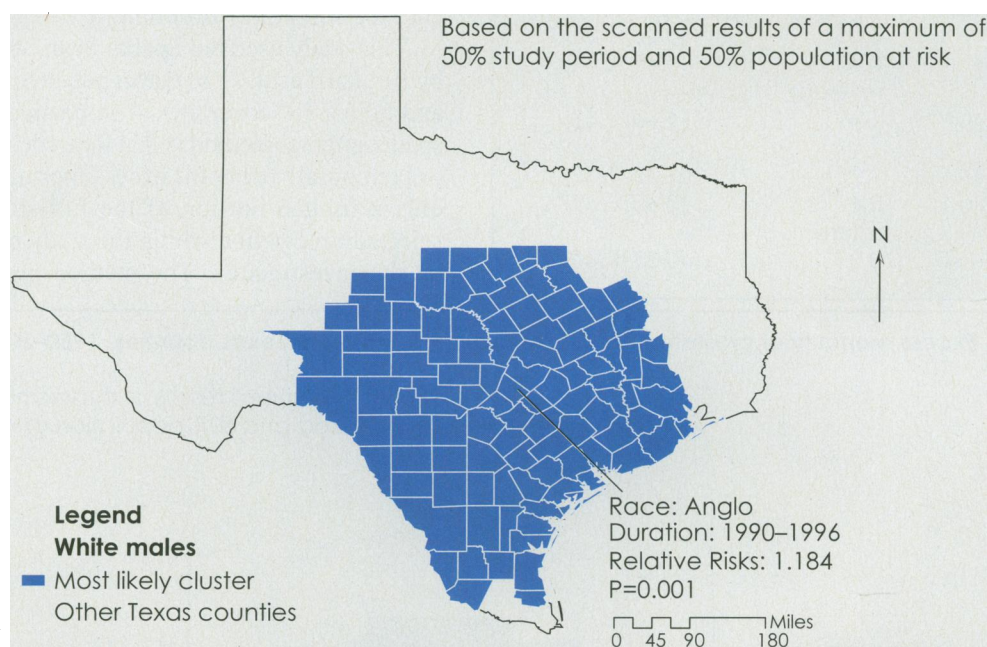 Based on the scanned results of a maximum of
50% study period and 50% population at risk
N
Race: Anglo
Duration: 1990–1996
Relative Risks: 1.184
P=0.001
Legend
White males
Most likely cluster
Other Texas counties
Miles
0 45 90 180